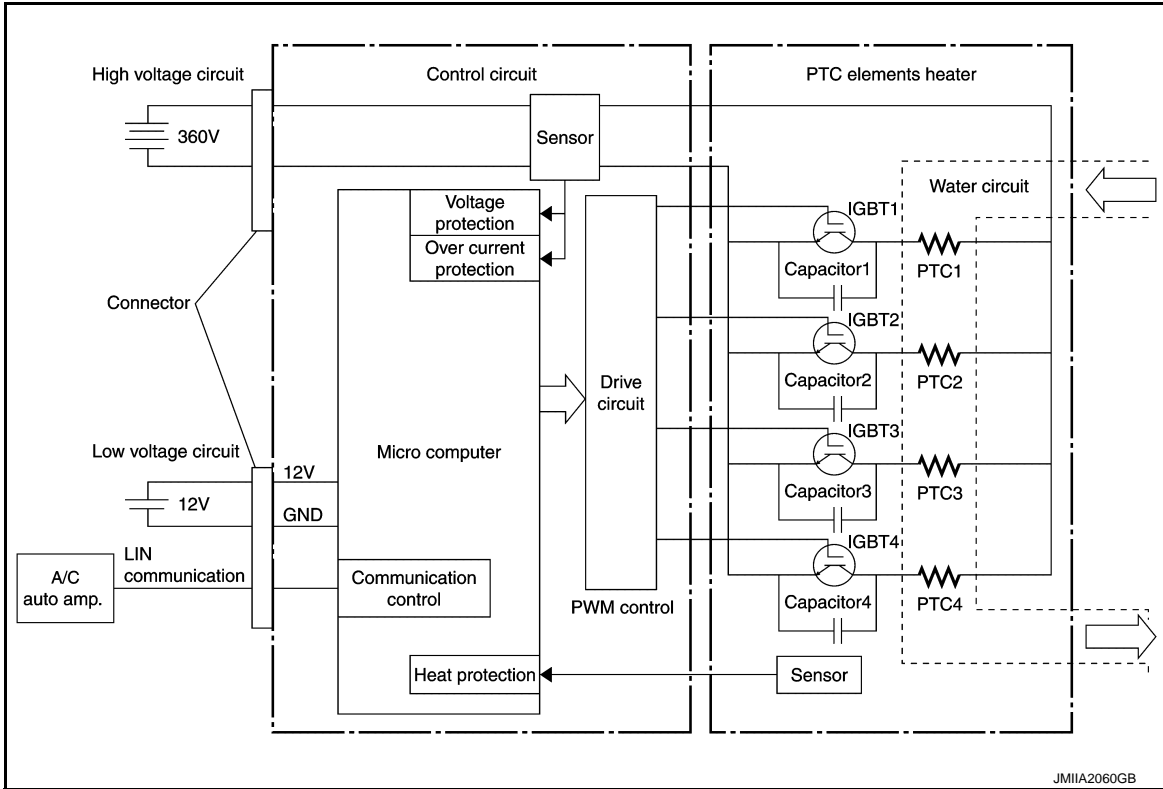 High voltage circuit
Control circuit
PTC elements heater
360V
Sensor
Water circuit
Voltage
protection
Over current
protection
IGBT1
Capacitor1
PTC1
Connector
IGBT2
Capacitor2
PTC2
Drive
circuit
Micro computer
IGBT3
Capacitor3
PTC3
Low voltage circuit
12V
12V
GND
LIN
communication
A/C
auto amp.
Communication
control
IGBT4
Capacitor4
PTC4
PWM control
Heat protection
Sensor
JMIIA2060GB